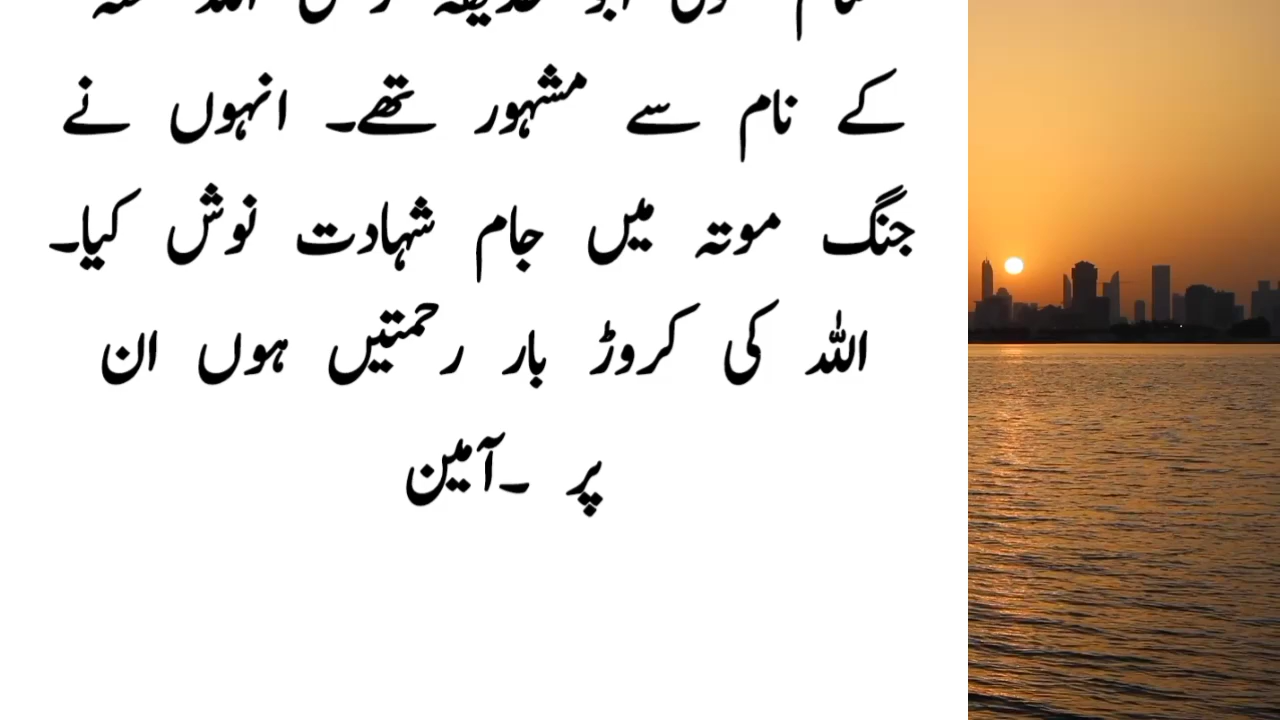 کے نام سے مشہور تھے۔ انہوں نے
جنگ موتہ میں جام شہادت نوش کیا۔
اللہ کی کروڑ بار رحمتیں ہوں ان
پر ۔آمین